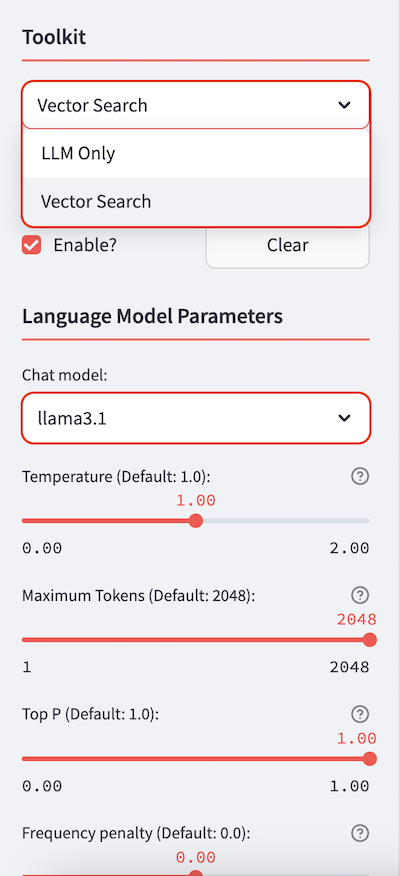 Toolkit
Vector Search
LLM Only
Vector Search
Enable? Clear
Language Model Parameters
Chat model:
llama3.1
Temperature (Default: 1.0):
1.00
0.00 2.00
Maximum Tokens (Default: 2048):
2048
1 2048
Top P (Default: 1.0):
1.00
0.00 1.00
Frequency penalty (Default: 0.0):
0.00